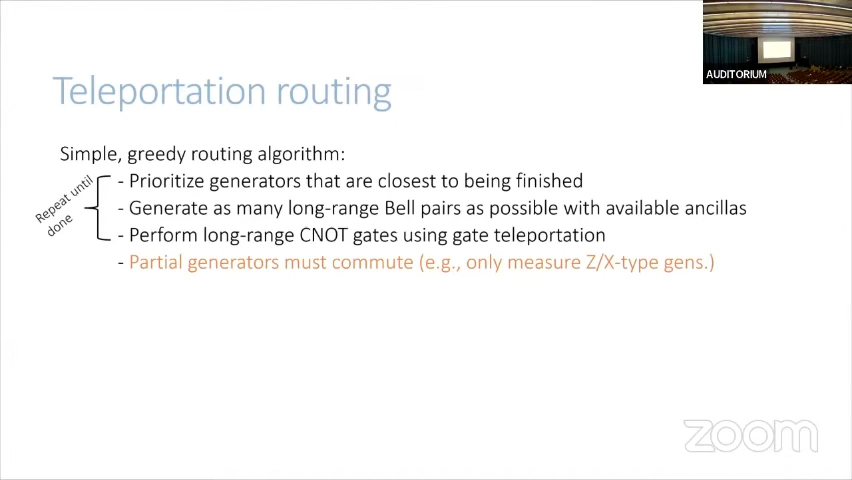 AUDITORIUM
Teleportation routing
Simple, greedy routing algorithm:
Repeat until
done
- Prioritize generators that are closest to being finished
- Generate as many long-range Bell pairs as possible with available ancillas
- Perform long-range CNOT gates using gate teleportation
- Partial generators must commute (e.g., only measure Z/X-type gens.)
zoom